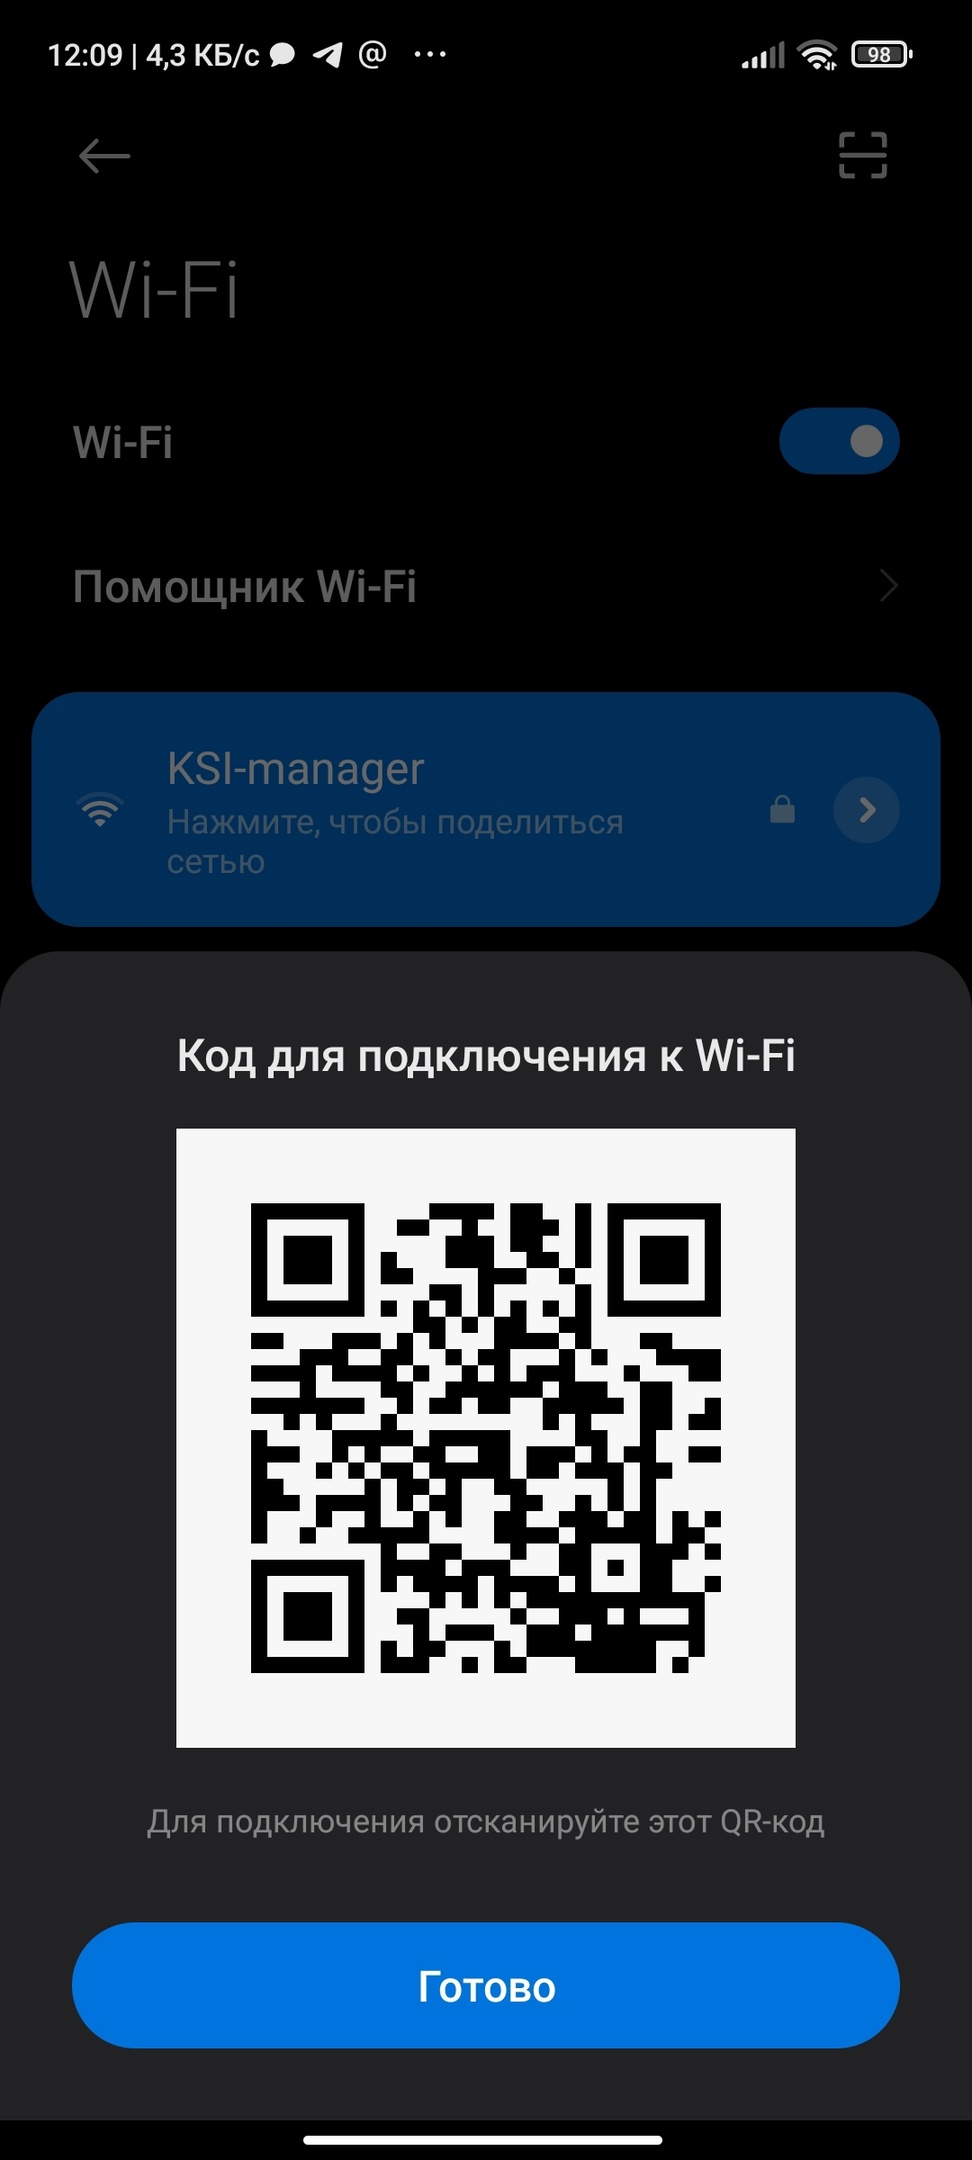 12:09 | 4,3 КБ/с @ ... 98
Wi-Fi
Wi-Fi
Помощник Wi-Fi
KSI-manager
Нажмите, чтобы поделиться
сетью
Код для подключения к Wi-Fi
Для подключения отсканируйте этот QR-код
Готово